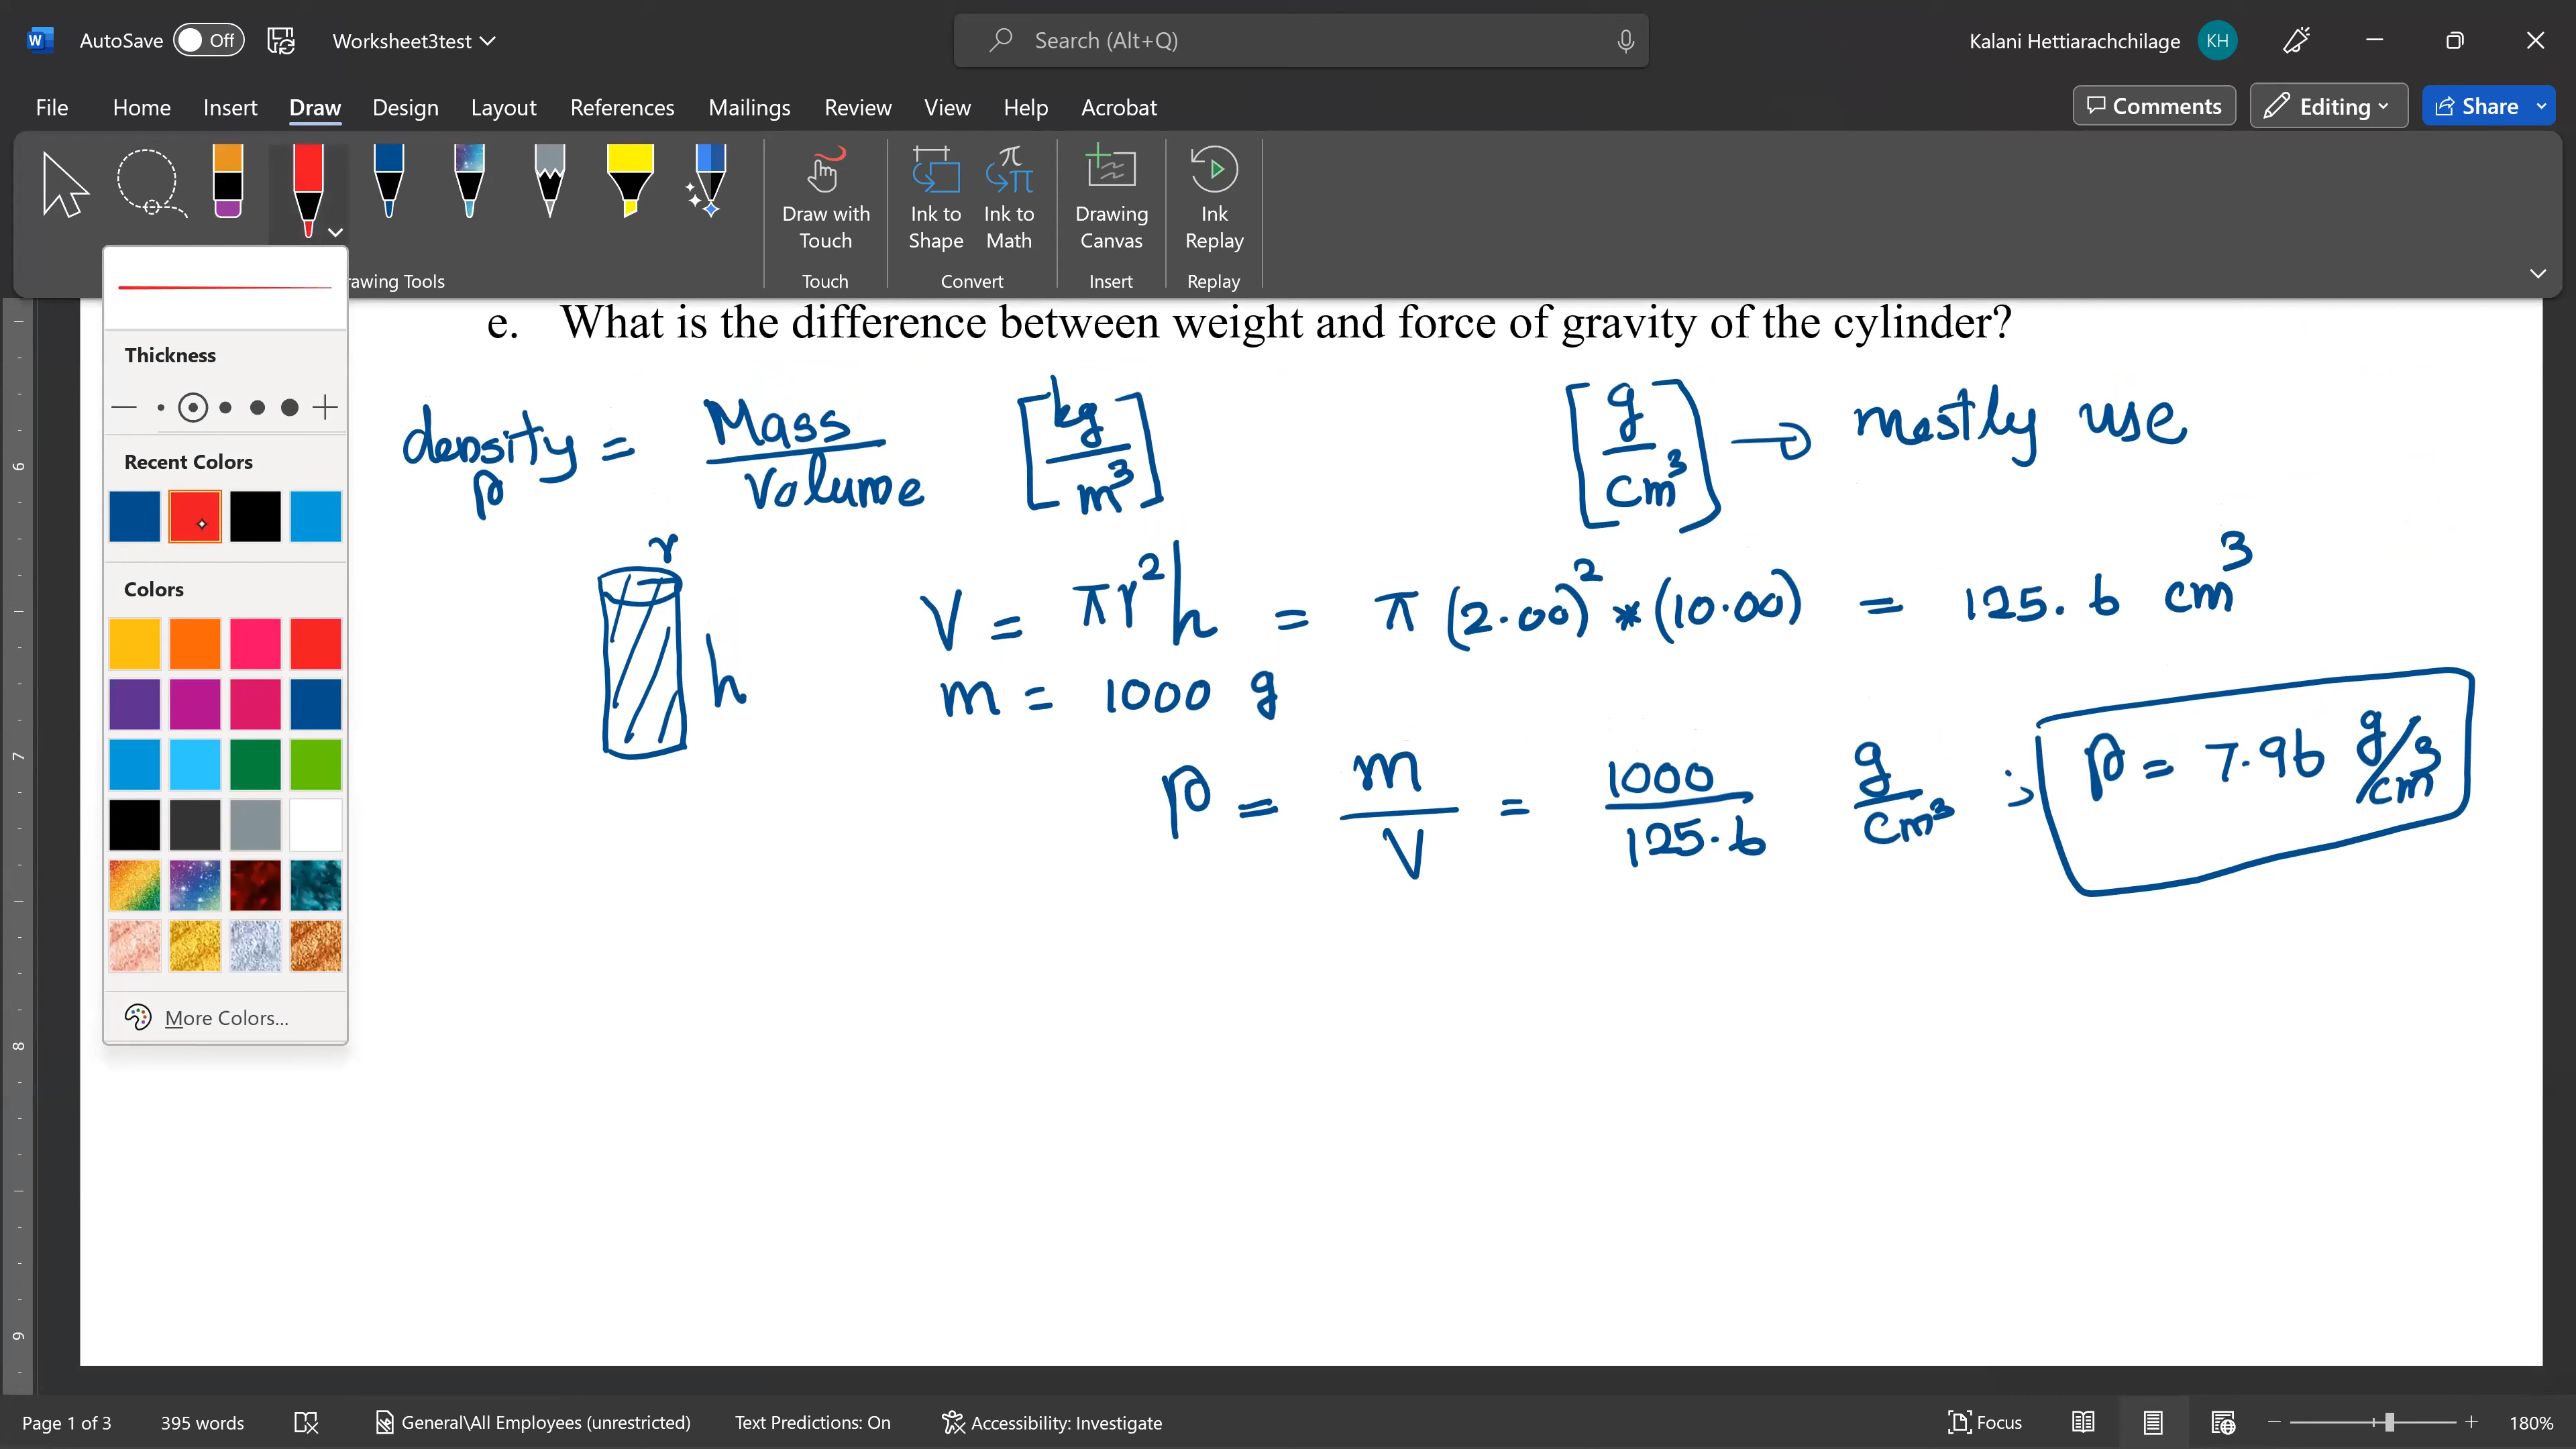 AutoSave Off Worksheet3test Search (Alt+Q) Kalani Hettiarachchilage KH
File Home Insert Draw Design Layout References Mailings Review View Help Acrobat Comments Editing Share
Draw with Touch
Ink to Shape
Ink to Math
Drawing Canvas
Ink Replay
rawing Tools Touch Convert Insert Replay
Thickness
Recent Colors
Colors
More Colors...
e. What is the difference between weight and force of gravity of the cylinder?
density = Mass / Volume [kg / m³] [g / cm³] → mostly use
ρ
r
h
V = πr²h = π (2.00)² * (10.00) = 125.6 cm³
m = 1000 g
ρ = m / V = 1000 / 125.6 g / cm³ ; ρ = 7.96 g/cm³
6
7
8
9
Page 1 of 3 395 words General\All Employees (unrestricted) Text Predictions: On Accessibility: Investigate Focus 180%